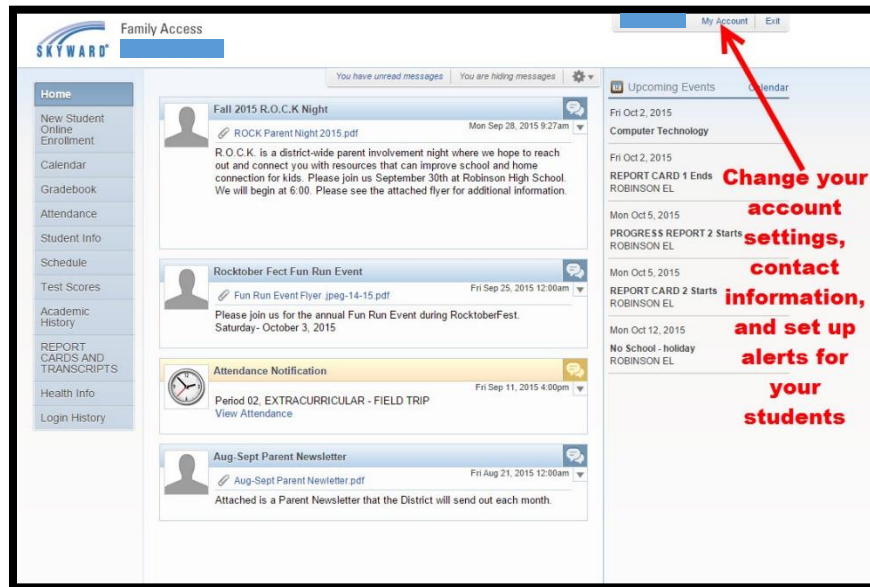 SKYWARD®
Family Access
My Account
Exit
Home
New Student
Online
Enrollment
Calendar
Gradebook
Attendance
Student Info
Schedule
Test Scores
Academic
History
REPORT
CARDS AND
TRANSCRIPTS
Health Info
Login History
You have unread messages
You are hiding messages
Fall 2015 R.O.C.K Night
ROCK Parent Night 2015.pdf
Mon Sep 28, 2015 9:27am
R.O.C.K. is a district-wide parent involvement night where we hope to reach
out and connect you with resources that can improve school and home
connection for kids. Please join us September 30th at Robinson High School.
We will begin at 6:00. Please see the attached flyer for additional information.
Rocktober Fect Fun Run Event
Fun Run Event Flyer .jpeg-14-15.pdf
Fri Sep 25, 2015 12:00am
Please join us for the annual Fun Run Event during RocktoberFest.
Saturday- October 3, 2015
Attendance Notification
Fri Sep 11, 2015 4:00pm
Period 02, EXTRACURRICULAR - FIELD TRIP
View Attendance
Aug-Sept Parent Newsletter
Aug-Sept Parent Newletter.pdf
Fri Aug 21, 2015 12:00am
Attached is a Parent Newsletter that the District will send out each month.
Upcoming Events
Calendar
Fri Oct 2, 2015
Computer Technology
Fri Oct 2, 2015
REPORT CARD 1 Ends
ROBINSON EL
Mon Oct 5, 2015
PROGRESS REPORT 2 Starts
ROBINSON EL
Mon Oct 5, 2015
REPORT CARD 2 Starts
ROBINSON EL
Mon Oct 12, 2015
No School - holiday
ROBINSON EL
Change your
account
settings,
contact
information,
and set up
alerts for
your
students